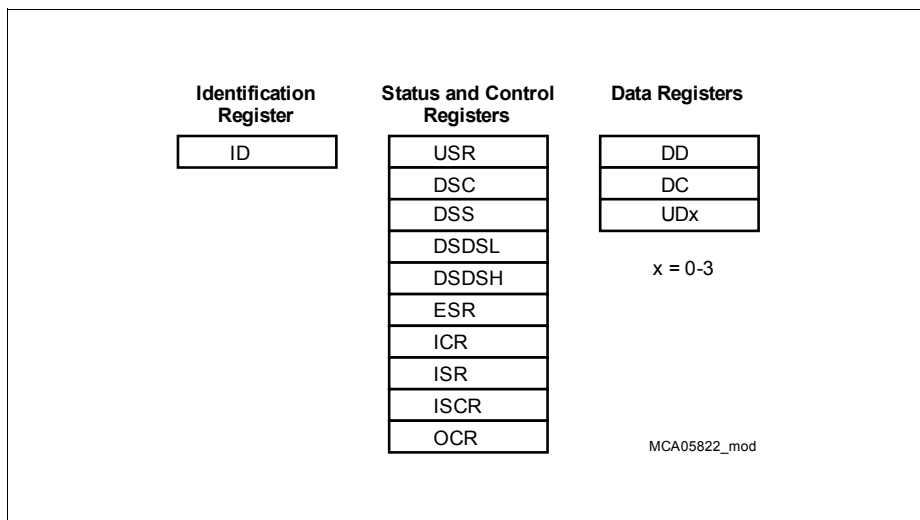 Identification
Register
ID
Status and Control
Registers
USR
DSC
DSS
DSDSL
DSDSH
ESR
ICR
ISR
ISCR
OCR
Data Registers
DD
DC
UDx
x = 0-3
MCA05822_mod